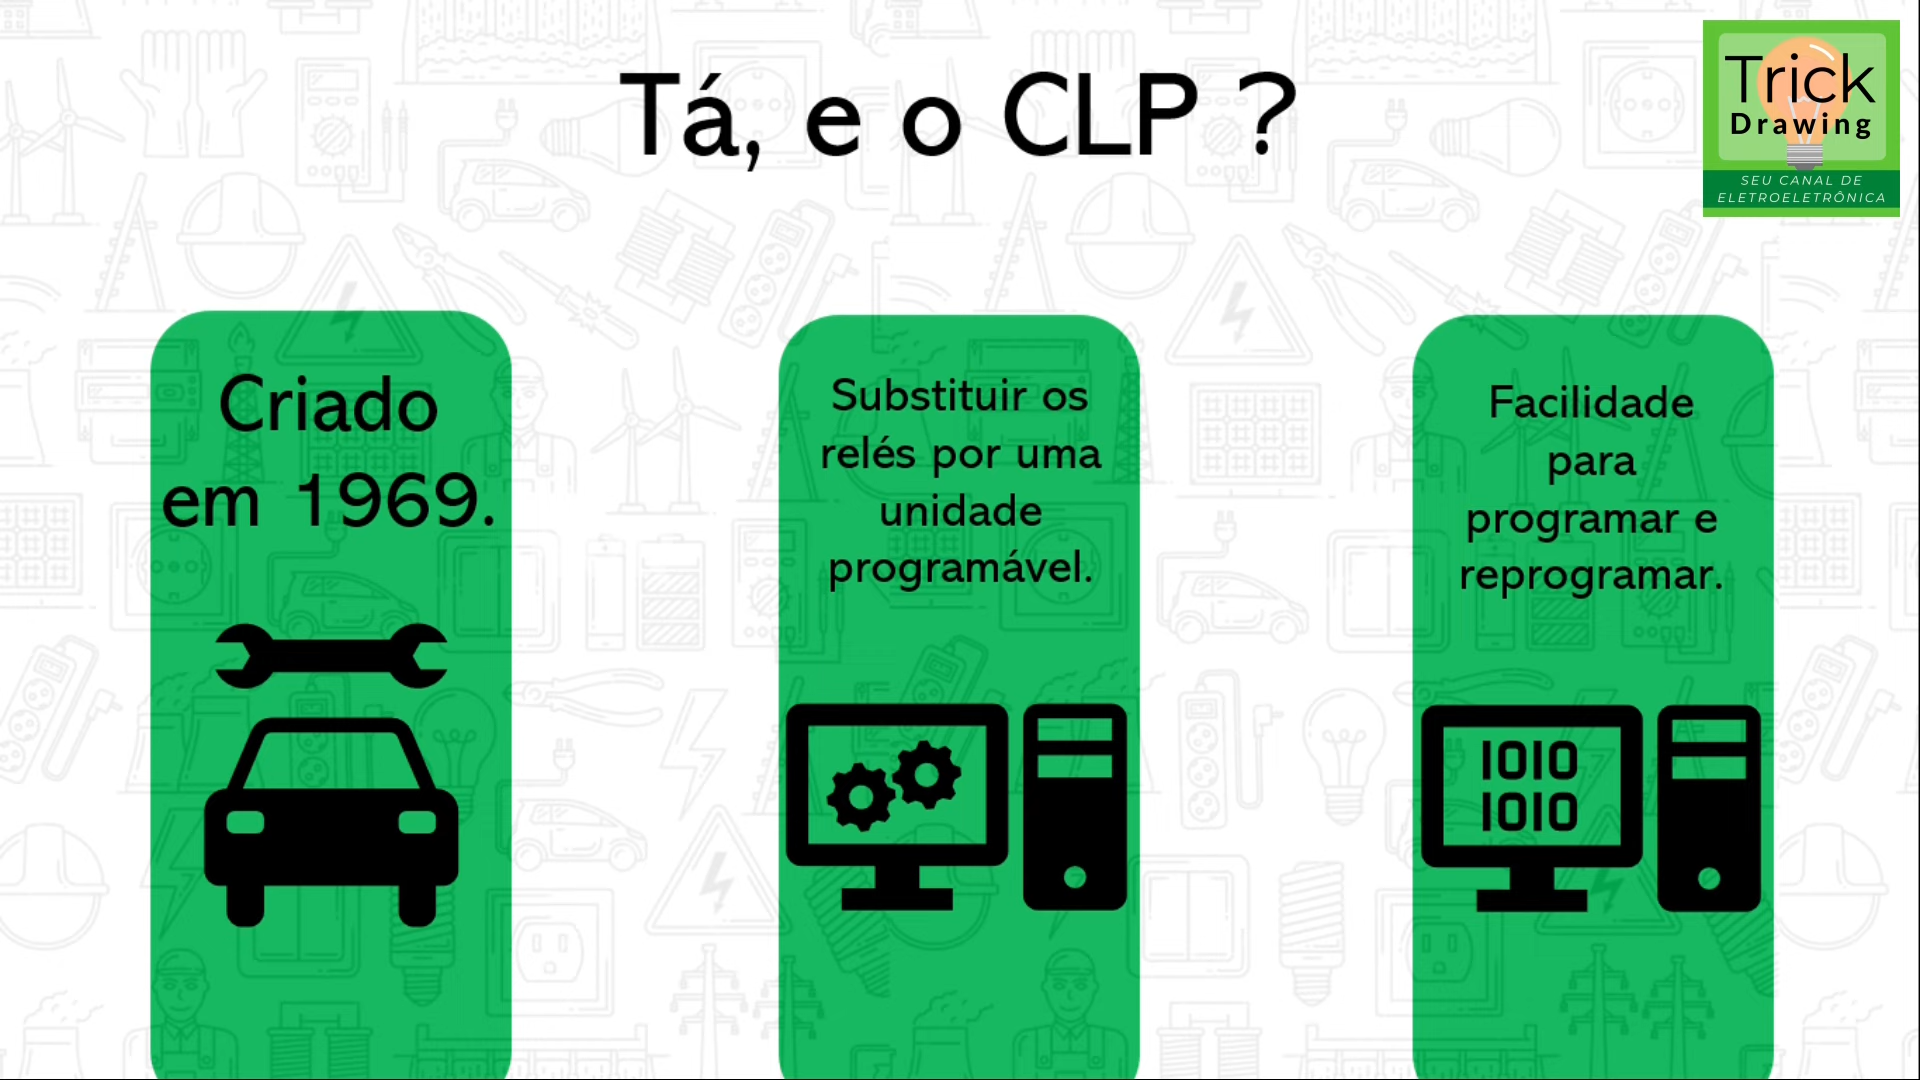 Tá, e o CLP ?
Trick
Drawing
SEU CANAL DE
ELETROELETRÔNICA
Criado
em 1969.
Substituir os
relés por uma
unidade
programável.
Facilidade
para
programar e
reprogramar.
1010
1010